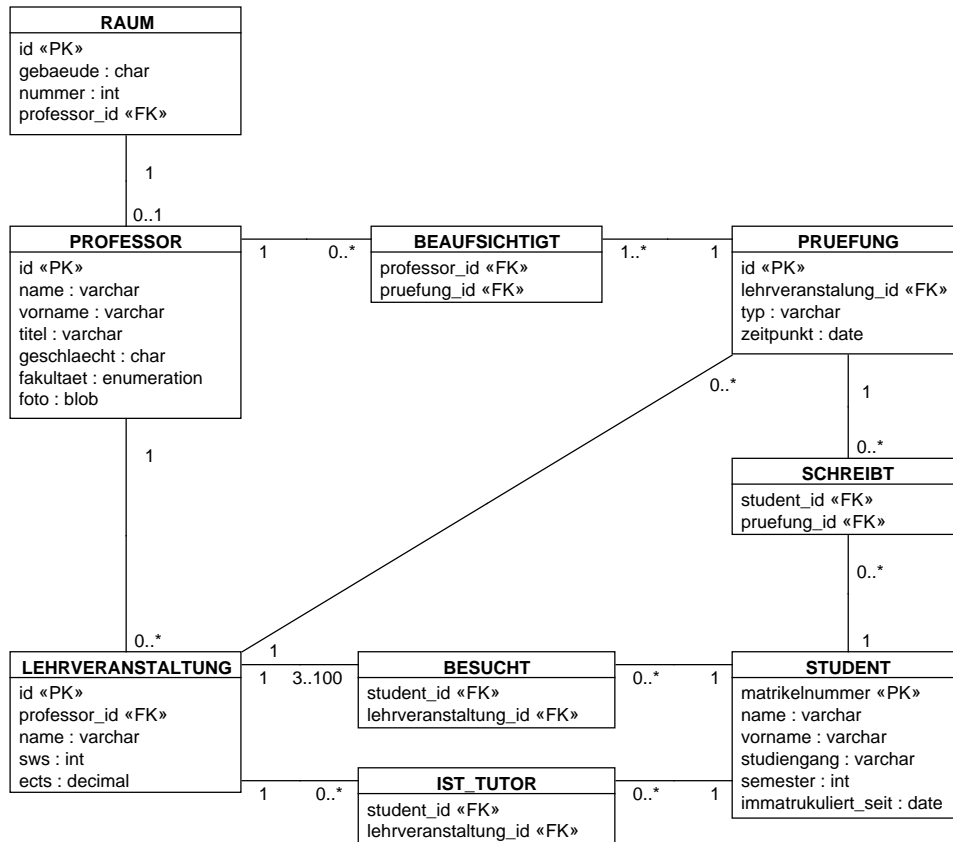 RAUM
id «PK»
gebaeude : char
nummer : int
professor_id «FK»
1
0..1
PROFESSOR
id «PK»
name : varchar
vorname : varchar
titel : varchar
geschlaecht : char
fakultaet : enumeration
foto : blob
1
0..*
BEAUFSICHTIGT
professor_id «FK»
pruefung_id «FK»
1..*
1
PRUEFUNG
id «PK»
lehrveranstalung_id «FK»
typ : varchar
zeitpunkt : date
0..*
1
1
0..*
SCHREIBT
student_id «FK»
pruefung_id «FK»
0..*
1
1
0..*
LEHRVERANSTALTUNG
id «PK»
professor_id «FK»
name : varchar
sws : int
ects : decimal
1
3..100
BESUCHT
student_id «FK»
lehrveranstaltung_id «FK»
0..*
1
STUDENT
matrikelnummer «PK»
name : varchar
vorname : varchar
studiengang : varchar
semester : int
immatrukuliert_seit : date
1
0..*
IST_TUTOR
student_id «FK»
lehrveranstaltung_id «FK»
0..*
1